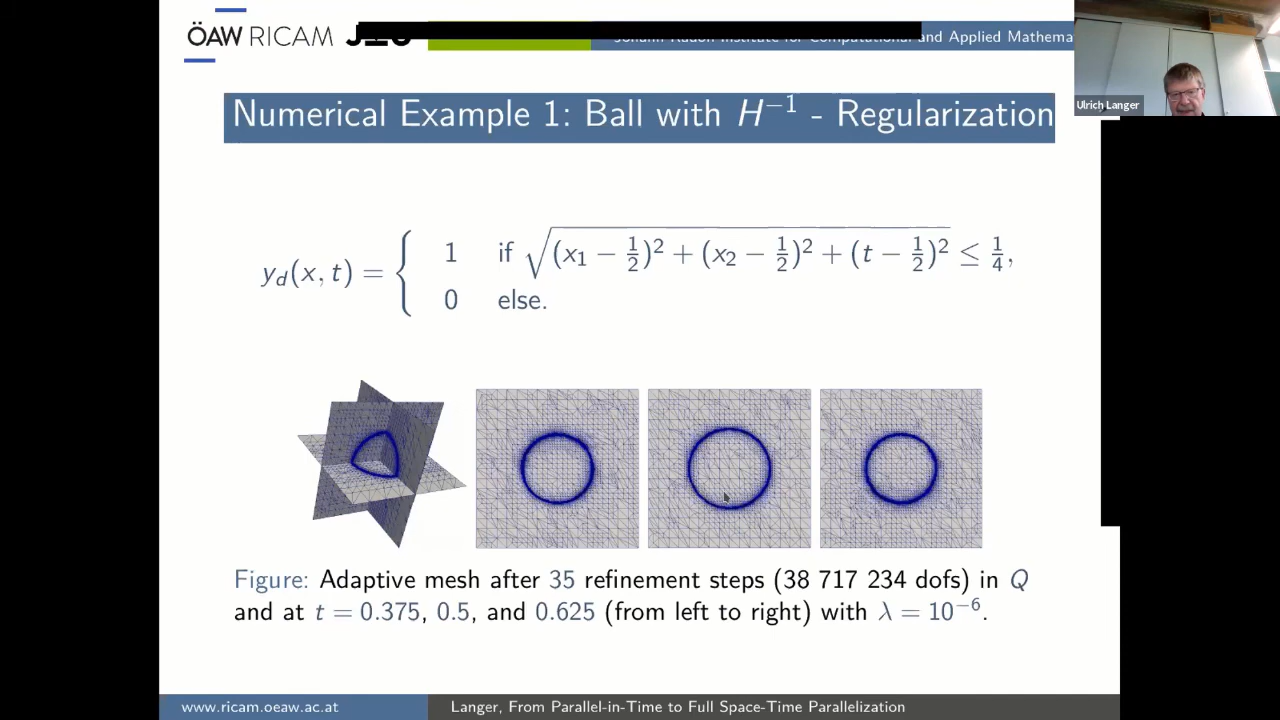 ÖAW RICAM JKU
Johann Radon Institute for Computational and Applied Mathema
Ulrich Langer
Numerical Example 1: Ball with H⁻¹ - Regularization
y_d(x, t) = { 1 if √((x₁ − 1/2)² + (x₂ − 1/2)² + (t − 1/2)²) ≤ 1/4,
0 else.
Figure: Adaptive mesh after 35 refinement steps (38 717 234 dofs) in Q
and at t = 0.375, 0.5, and 0.625 (from left to right) with λ = 10⁻⁶.
www.ricam.oeaw.ac.at
Langer, From Parallel-in-Time to Full Space-Time Parallelization